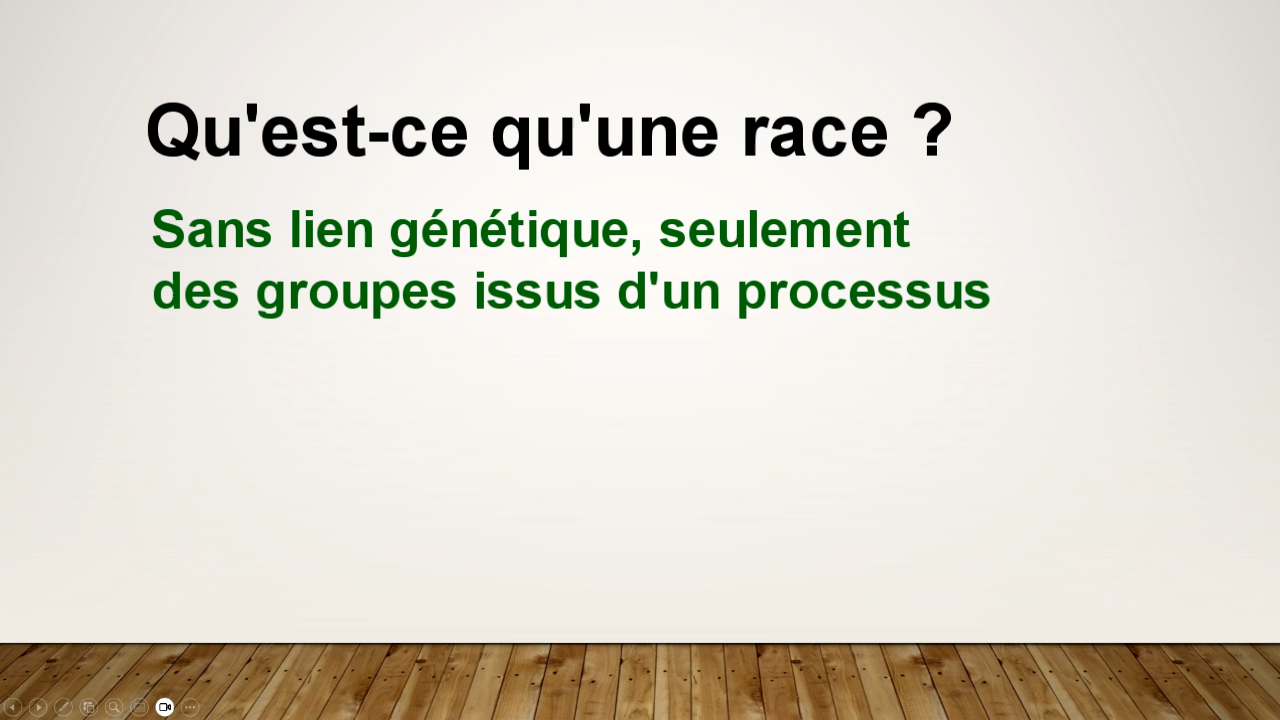 Qu'est-ce qu'une race ?
Sans lien génétique, seulement
des groupes issus d'un processus